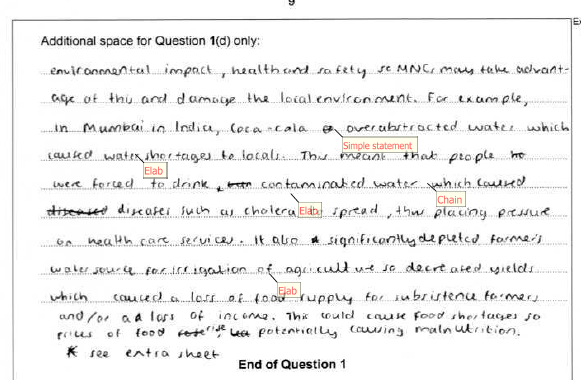 9
Ex
Additional space for Question 1(d) only:
environmental impact, health and safety so MNCs may take advant-
age of this and damage the local environment. For example,
in Mumbai in India, Coca-cola overabstracted water which
Simple statement
caused water shortages to locals. This meant that people
Elab
were forced to drink contaminated water which caused
Chain
diseased diseases such as cholera spread, thus placing pressure
Elab
on health care services. It also significantly depleted farmer's
water source for irrigation of agriculture so decreated yields
Elab
which caused a loss of food supply for subsistence farmers
and/or a loss of income. This could cause food shortages so
prices of food rise, potentially causing malnutrition.
* see extra sheet
End of Question 1